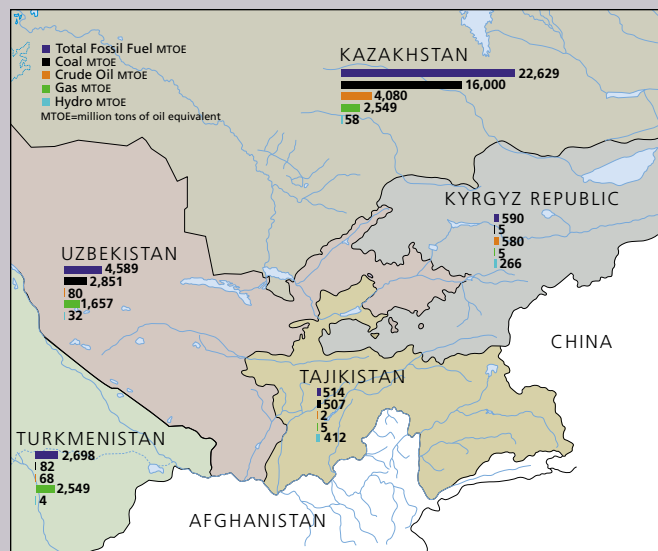 Total Fossil Fuel MTOE
Coal MTOE
Crude Oil MTOE
Gas MTOE
Hydro MTOE
MTOE=million tons of oil equivalent
KAZAKHSTAN
22,629
16,000
4,080
2,549
58
KYRGYZ REPUBLIC
590
5
580
5
266
UZBEKISTAN
4,589
2,851
80
1,657
32
CHINA
TAJIKISTAN
514
507
2
5
412
TURKMENISTAN
2,698
82
68
2,549
4
AFGHANISTAN